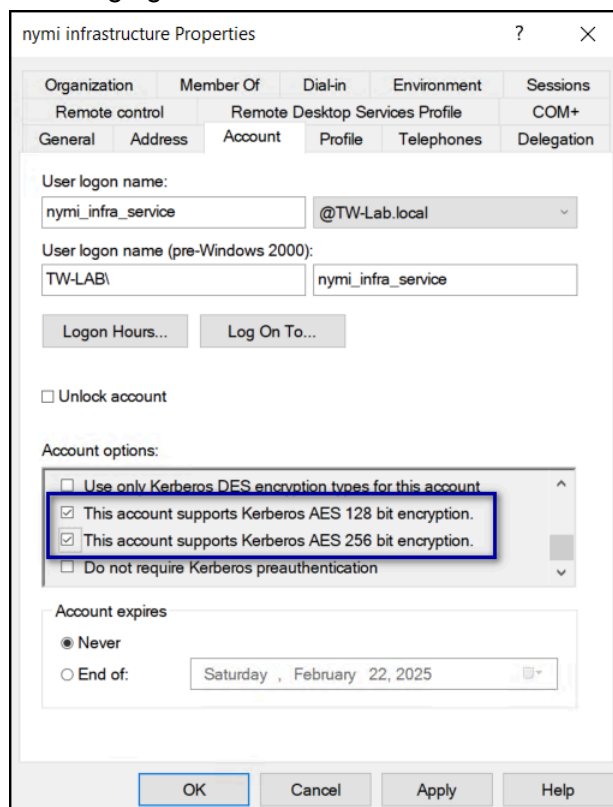 nymi infrastructure Properties ? X
Organization Member Of Dial-in Environment Sessions
Remote control Remote Desktop Services Profile COM+
General Address Account Profile Telephones Delegation
User logon name:
nymi_infra_service @TW-Lab.local
User logon name (pre-Windows 2000):
TW-LAB\ nymi_infra_service
Logon Hours... Log On To...
Unlock account
Account options:
Use only Kerberos DES encryption types for this account
This account supports Kerberos AES 128 bit encryption.
This account supports Kerberos AES 256 bit encryption.
Do not require Kerberos preauthentication
Account expires
Never
End of: Saturday , February 22, 2025
OK Cancel Apply Help